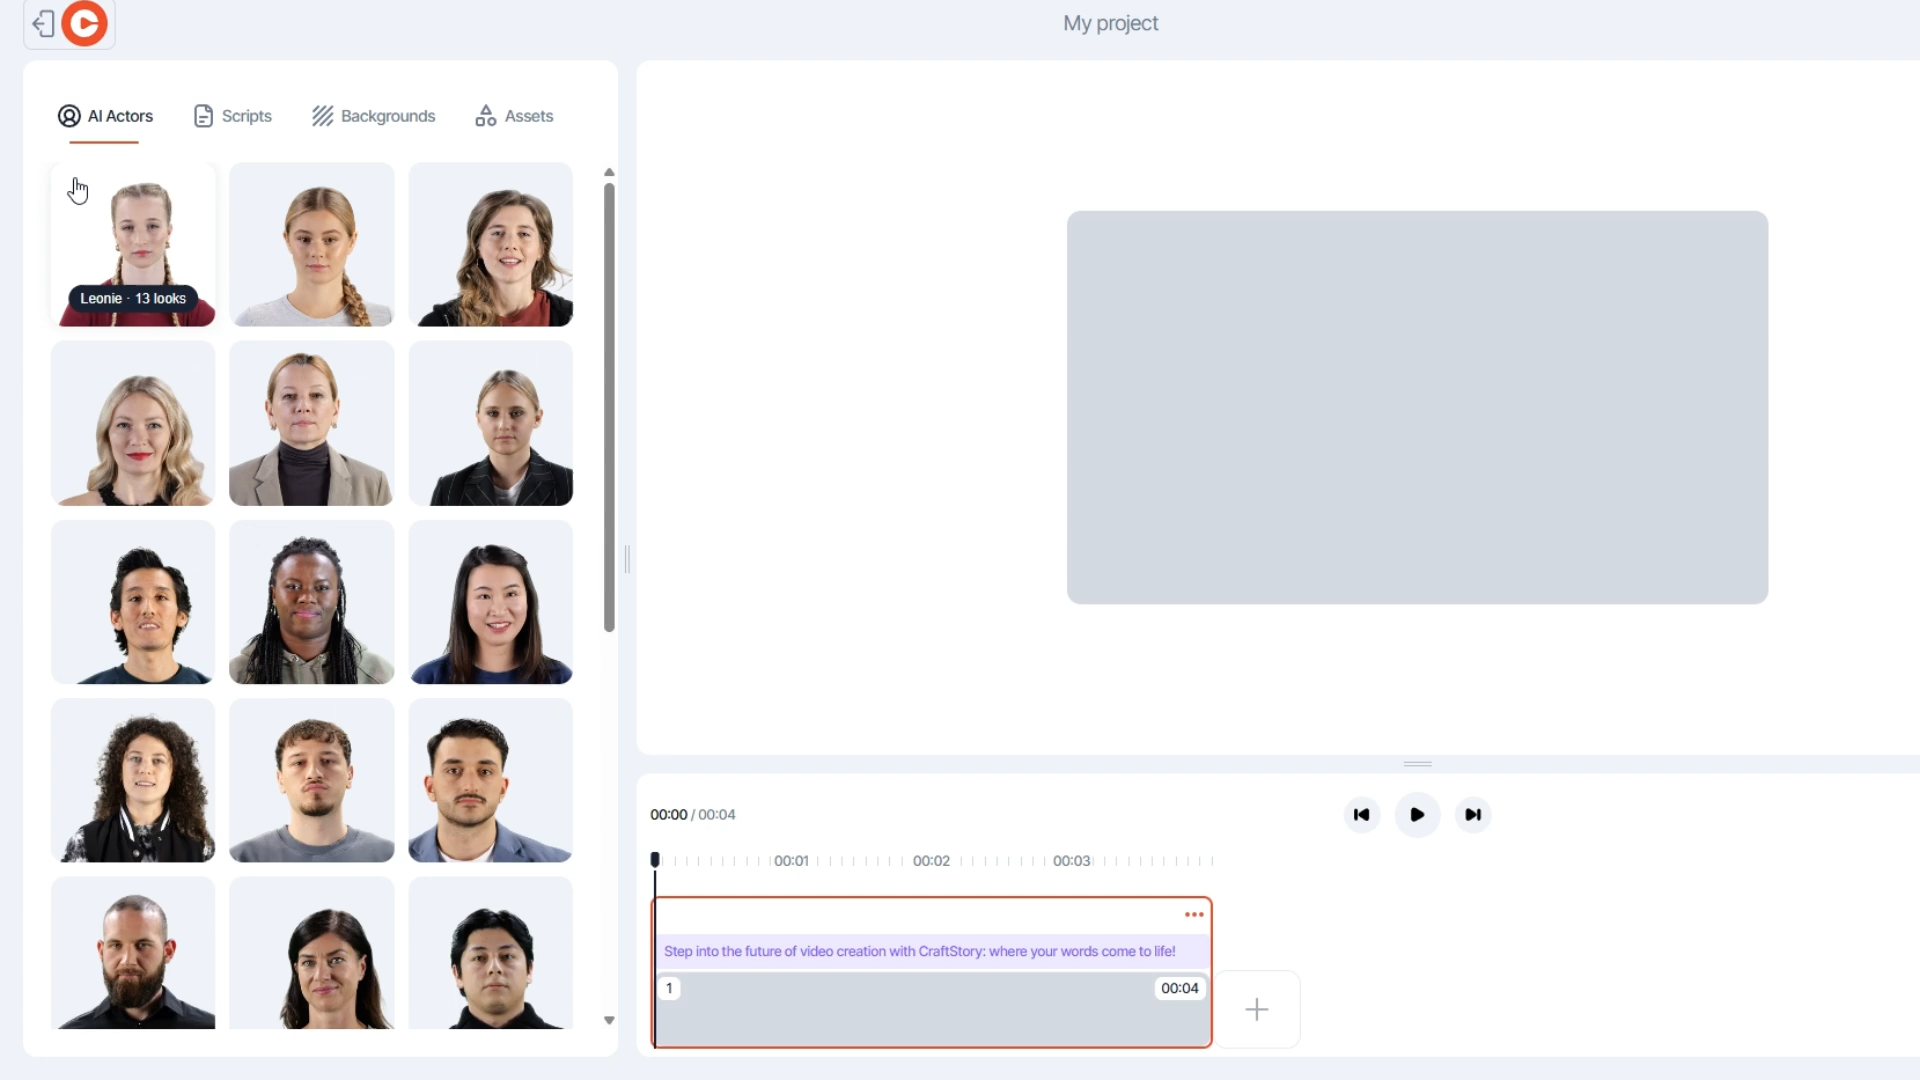 My project
AI Actors
Scripts
Backgrounds
Assets
Leonie · 13 looks
00:00 / 00:04
00:01
00:02
00:03
Step into the future of video creation with CraftStory: where your words come to life!
1
00:04